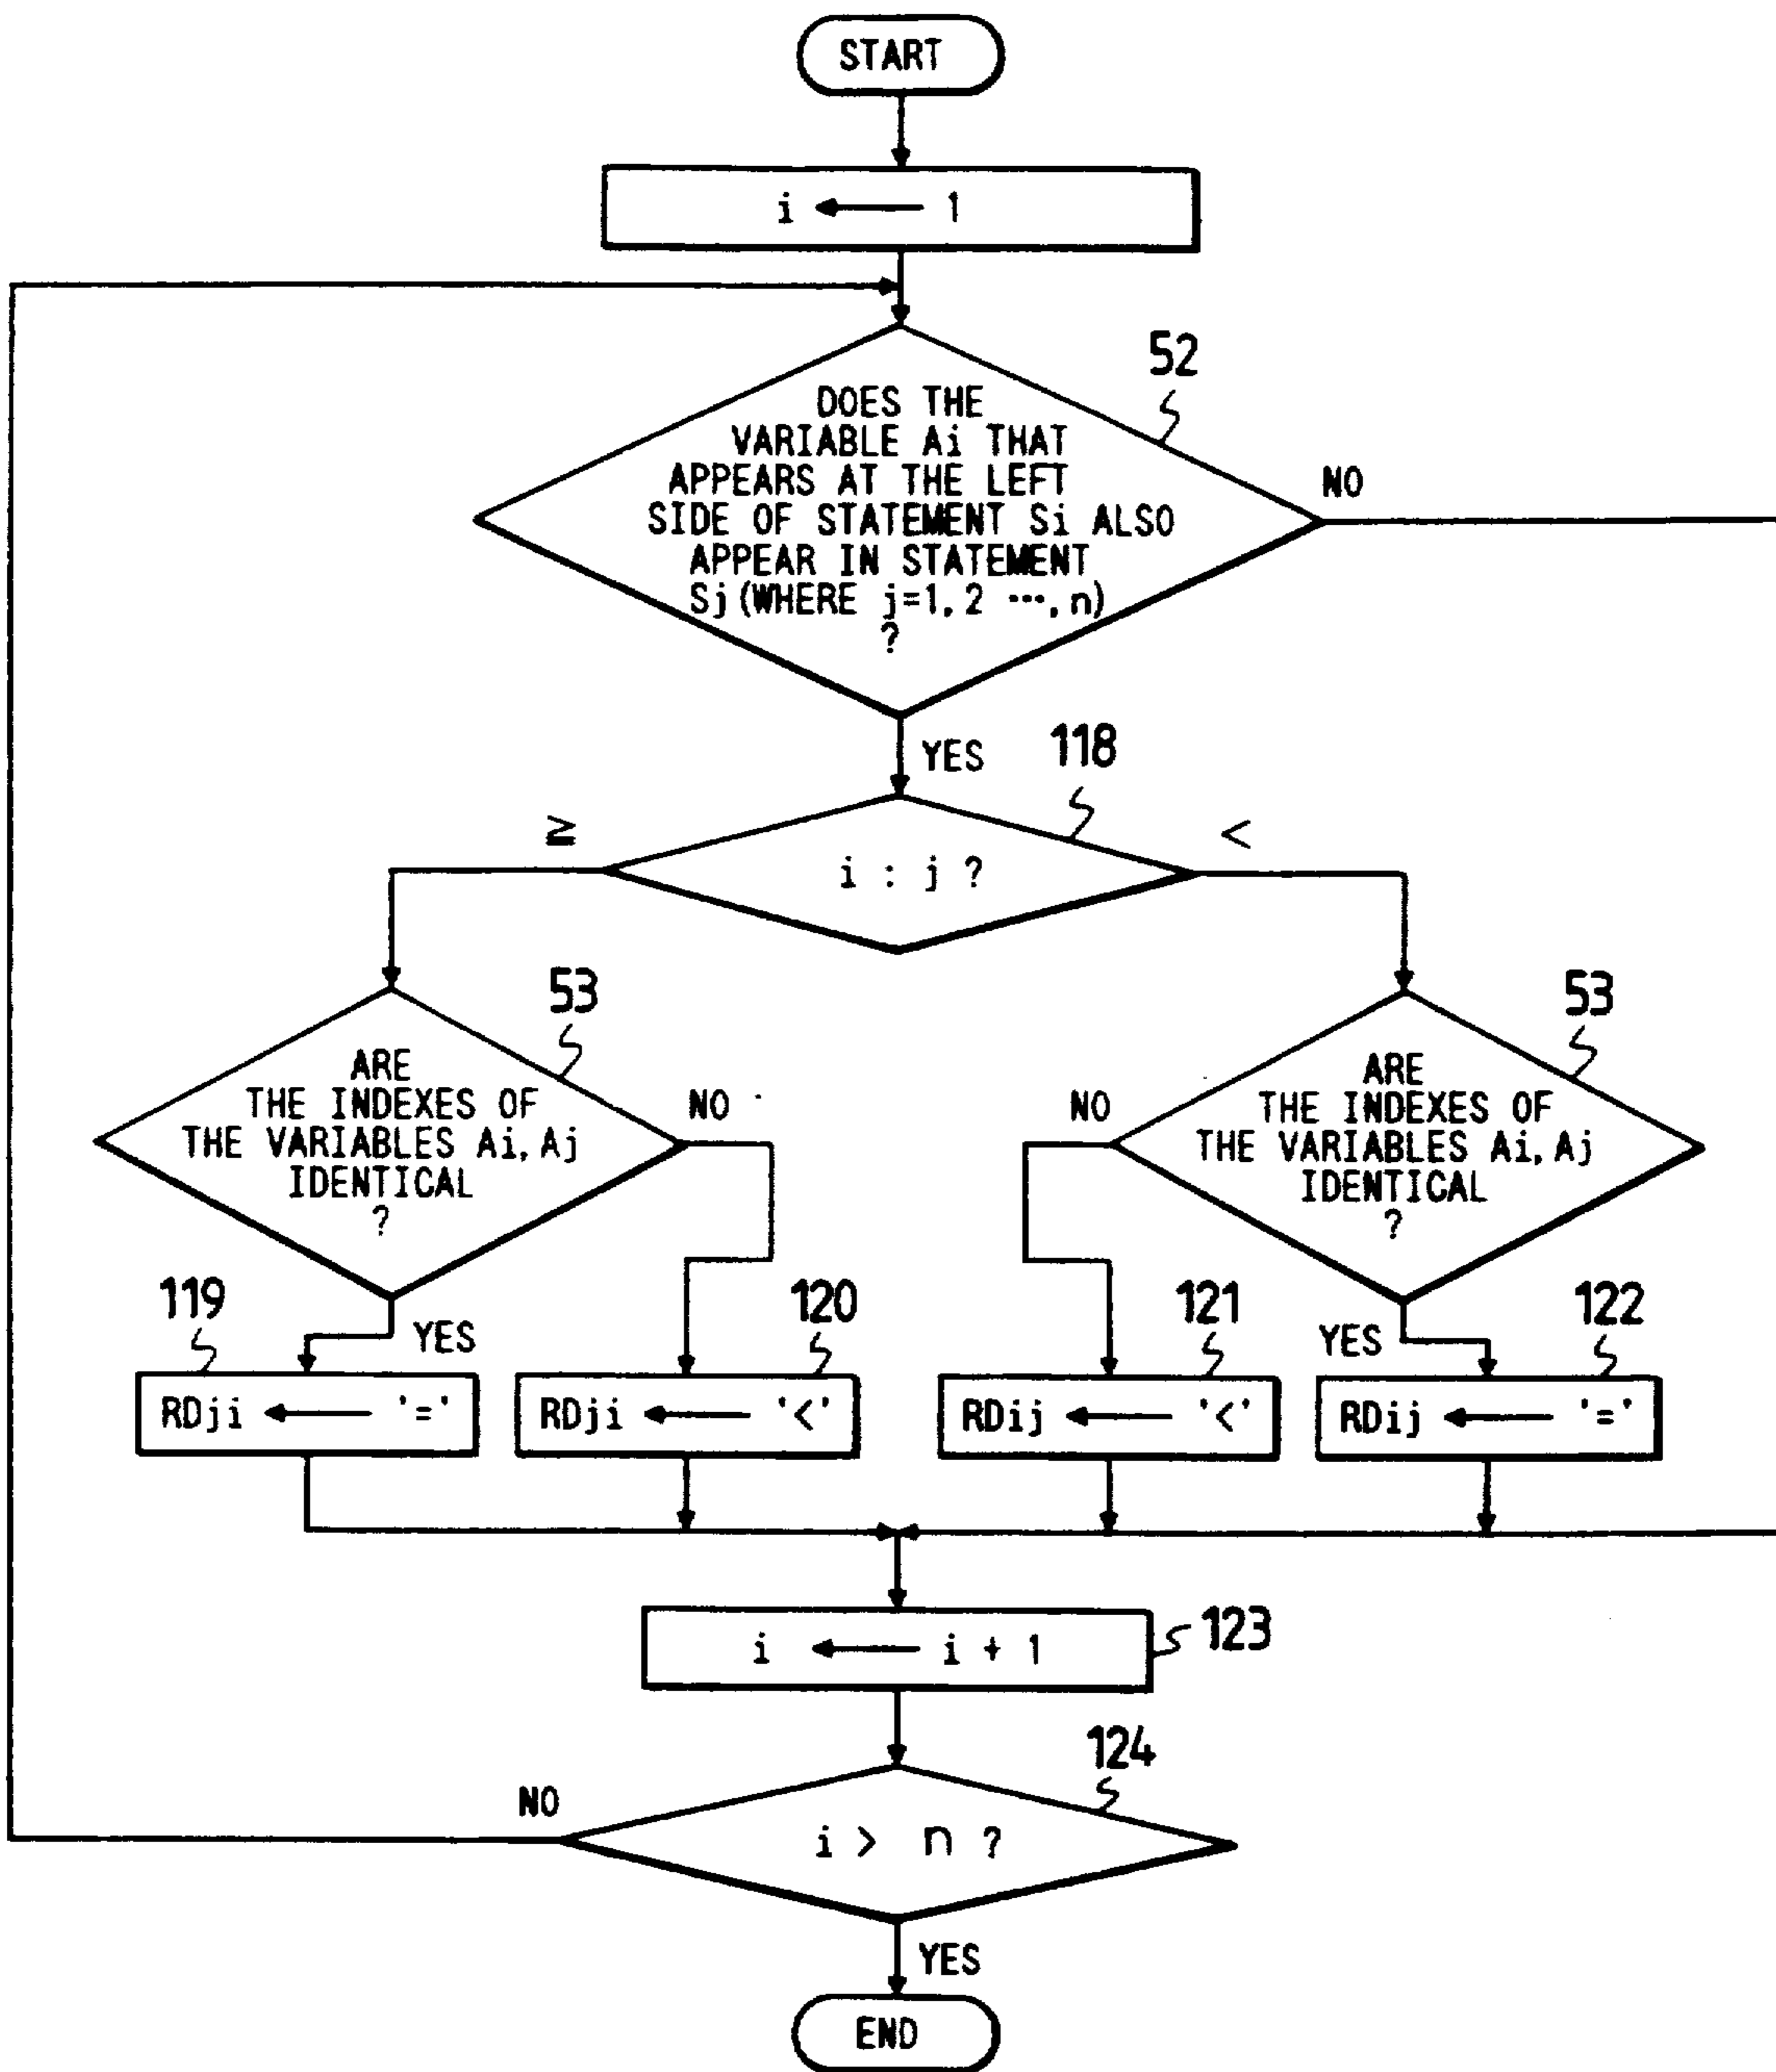 START
i ← 1
52
DOES THE
VARIABLE Ai THAT
APPEARS AT THE LEFT
SIDE OF STATEMENT Si ALSO
APPEAR IN STATEMENT
Sj(WHERE j=1,2 ···,n)
?
NO
YES
118
≧
i : j ?
<
53
ARE
THE INDEXES OF
THE VARIABLES Ai,Aj
IDENTICAL
?
NO
53
ARE
THE INDEXES OF
THE VARIABLES Ai,Aj
IDENTICAL
?
NO
119
YES
120
121
YES
122
RDji ← '='
RDji ← '<'
RDij ← '<'
RDij ← '='
i ← i + 1
123
124
NO
i > n ?
YES
END